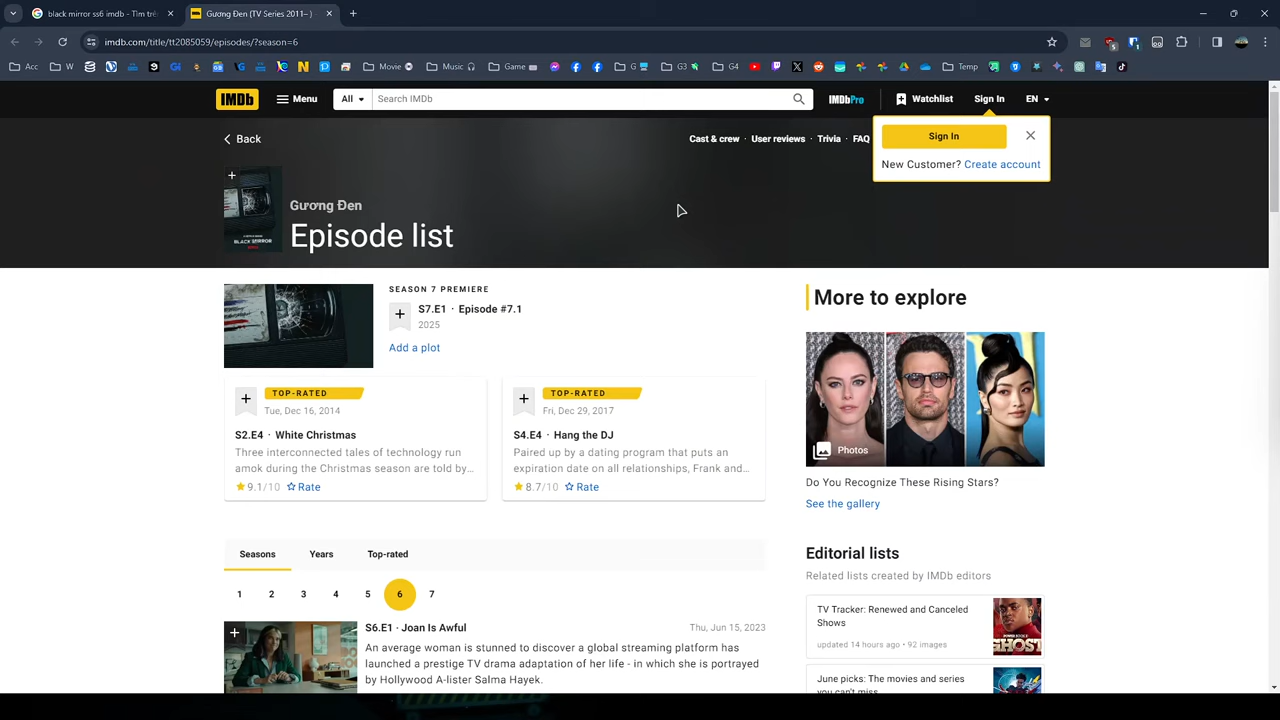 black mirror ss6 imdb - Tìm trê
Gương Đen (TV Series 2011– )
imdb.com/title/tt2085059/episodes/?season=6
Acc
W
Movie
Music
Game
G
G3
G4
Temp
IMDb
Menu
All
Search IMDb
IMDbPro
Watchlist
Sign In
EN
Back
Cast & crew · User reviews · Trivia · FAQ
Sign In
New Customer? Create account
Gương Đen
Episode list
BLACK MIRROR
SEASON 7 PREMIERE
S7.E1 · Episode #7.1
2025
Add a plot
TOP-RATED
Tue, Dec 16, 2014
S2.E4 · White Christmas
Three interconnected tales of technology run
amok during the Christmas season are told by...
9.1/10 Rate
TOP-RATED
Fri, Dec 29, 2017
S4.E4 · Hang the DJ
Paired up by a dating program that puts an
expiration date on all relationships, Frank and...
8.7/10 Rate
Seasons Years Top-rated
1 2 3 4 5 6 7
S6.E1 · Joan Is Awful Thu, Jun 15, 2023
An average woman is stunned to discover a global streaming platform has
launched a prestige TV drama adaptation of her life - in which she is portrayed
by Hollywood A-lister Salma Hayek.
More to explore
Photos
Do You Recognize These Rising Stars?
See the gallery
Editorial lists
Related lists created by IMDb editors
TV Tracker: Renewed and Canceled
Shows
updated 14 hours ago • 92 images
GHOST
June picks: The movies and series
you can't miss